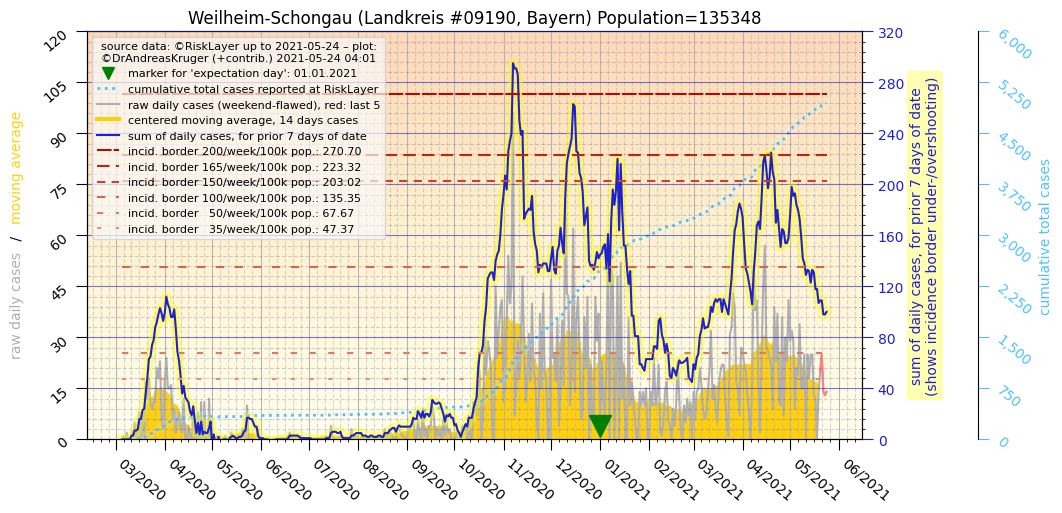 Weilheim-Schongau (Landkreis #09190, Bayern) Population=135348
source data: ©RiskLayer up to 2021-05-24 – plot:
©DrAndreasKruger (+contrib.) 2021-05-24 04:01
marker for 'expectation day': 01.01.2021
cumulative total cases reported at RiskLayer
raw daily cases (weekend-flawed), red: last 5
centered moving average, 14 days cases
sum of daily cases, for prior 7 days of date
incid. border 200/week/100k pop.: 270.70
incid. border 165/week/100k pop.: 223.32
incid. border 150/week/100k pop.: 203.02
incid. border 100/week/100k pop.: 135.35
incid. border   50/week/100k pop.: 67.67
incid. border   35/week/100k pop.: 47.37
raw daily cases / moving average
120
105
90
75
60
45
30
15
0
03/2020
04/2020
05/2020
06/2020
07/2020
08/2020
09/2020
10/2020
11/2020
12/2020
01/2021
02/2021
03/2021
04/2021
05/2021
06/2021
320
280
240
200
160
120
80
40
0
sum of daily cases, for prior 7 days of date
(shows incidence border under-/overshooting)
6,000
5,250
4,500
3,750
3,000
2,250
1,500
750
0
cumulative total cases